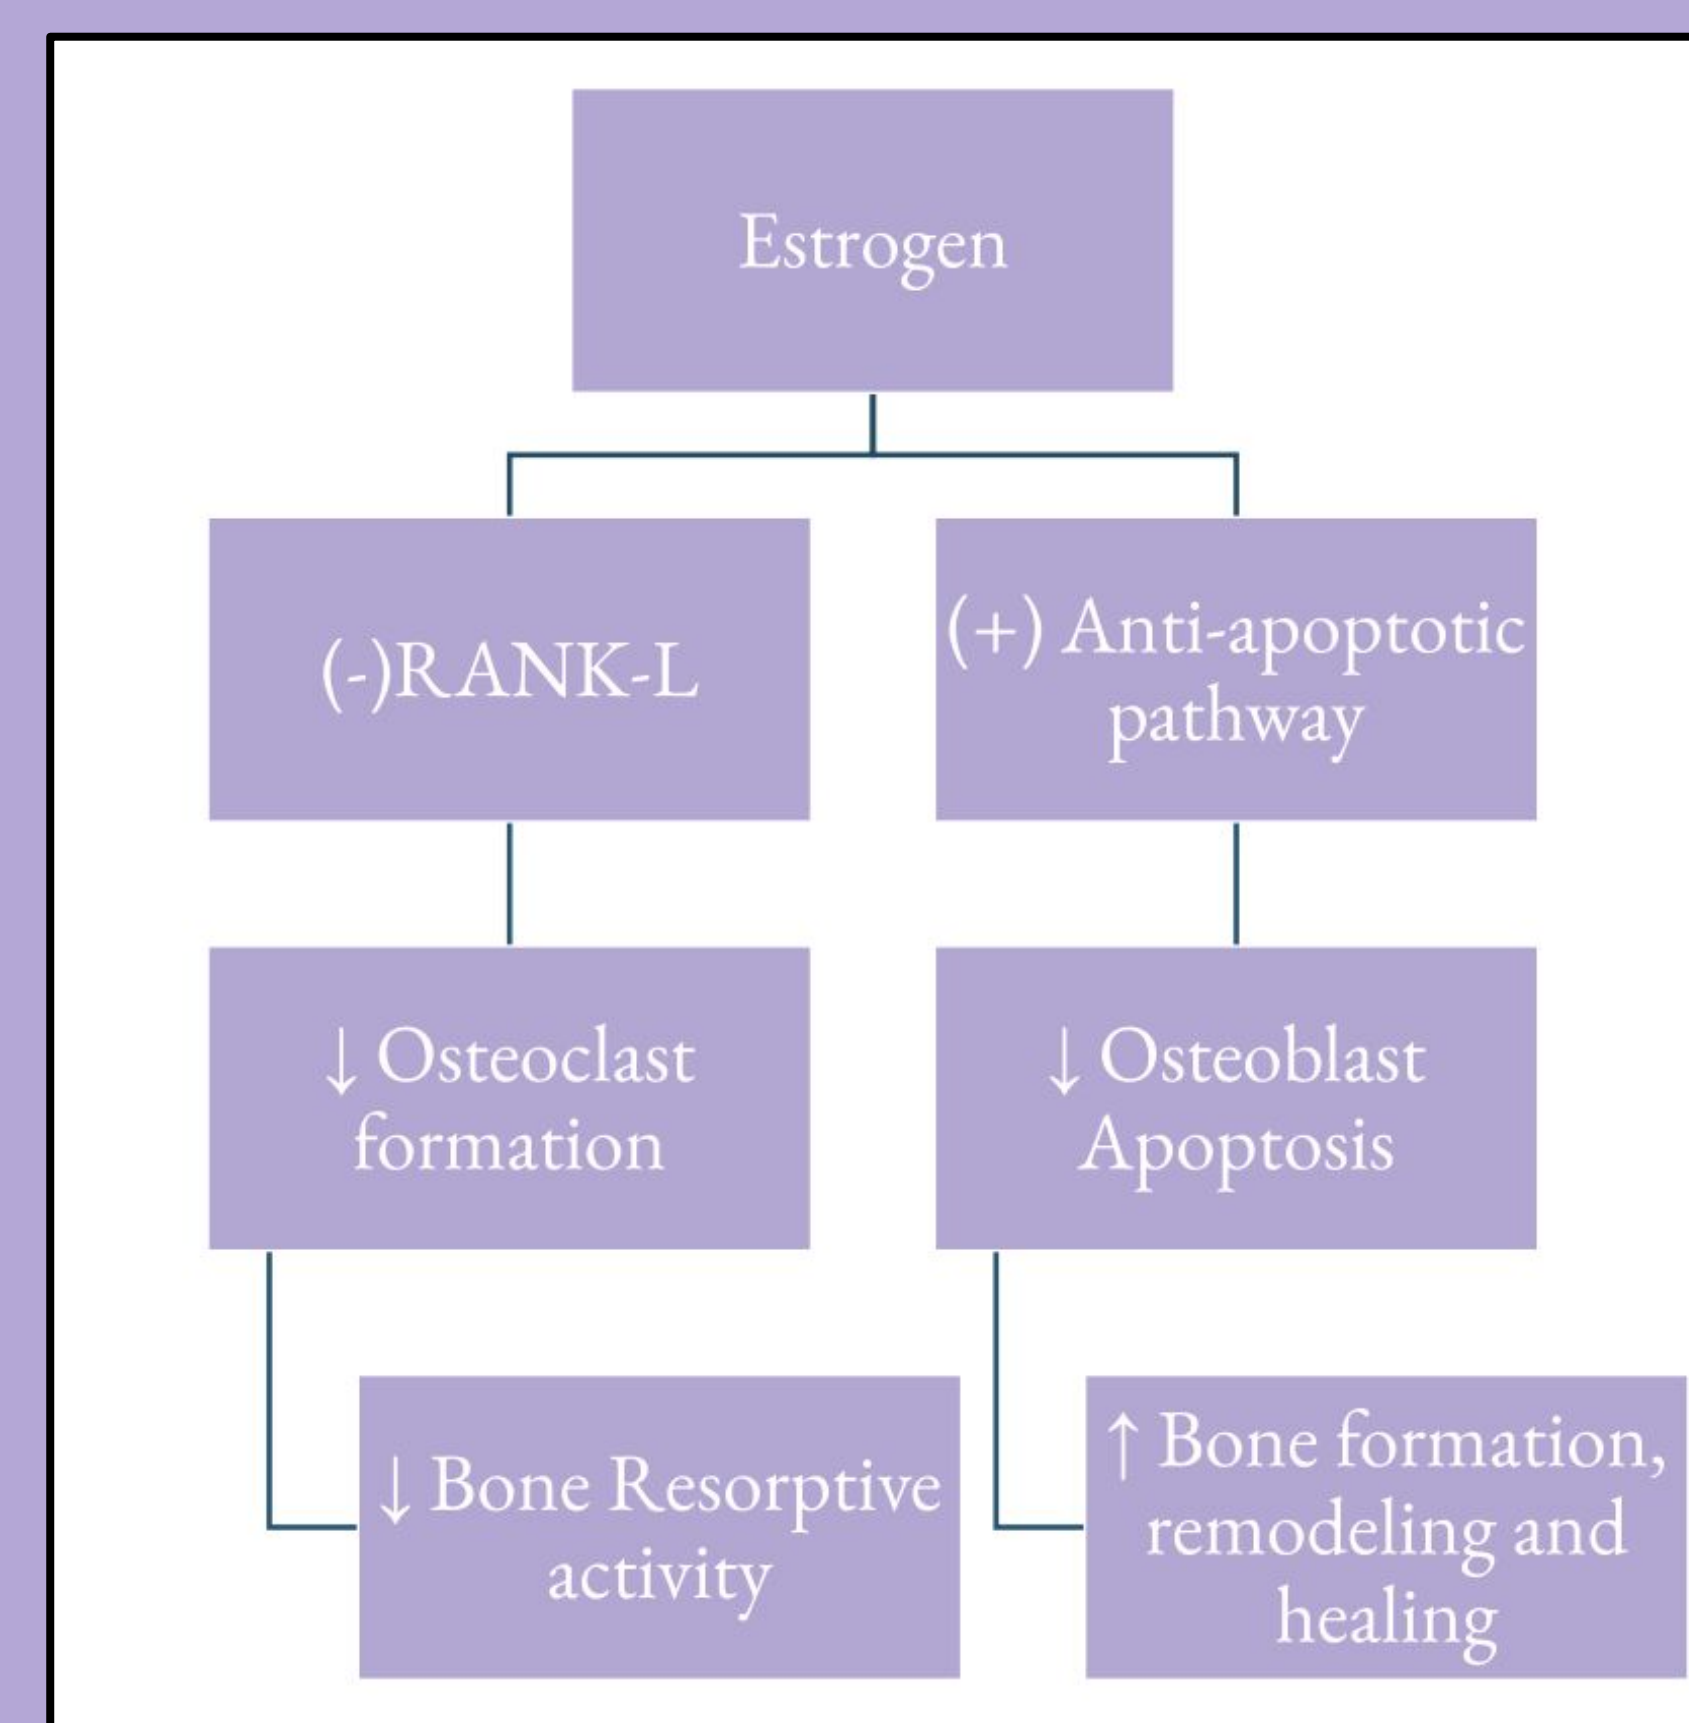 Estrogen
(-)RANK-L
(+) Anti-apoptotic
pathway
↓ Osteoclast
formation
↓ Osteoblast
Apoptosis
↓ Bone Resorptive
activity
↑ Bone formation,
remodeling and
healing